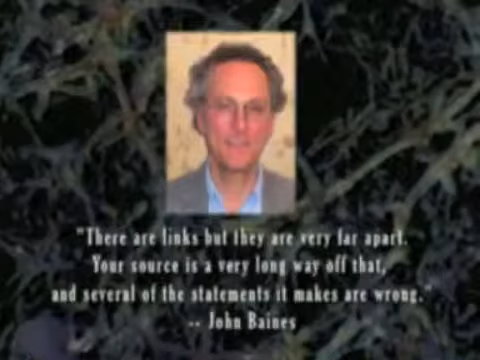 "There are links but they are very far apart.
Your source is a very long way off that,
and several of the statements it makes are wrong."
-- John Baines